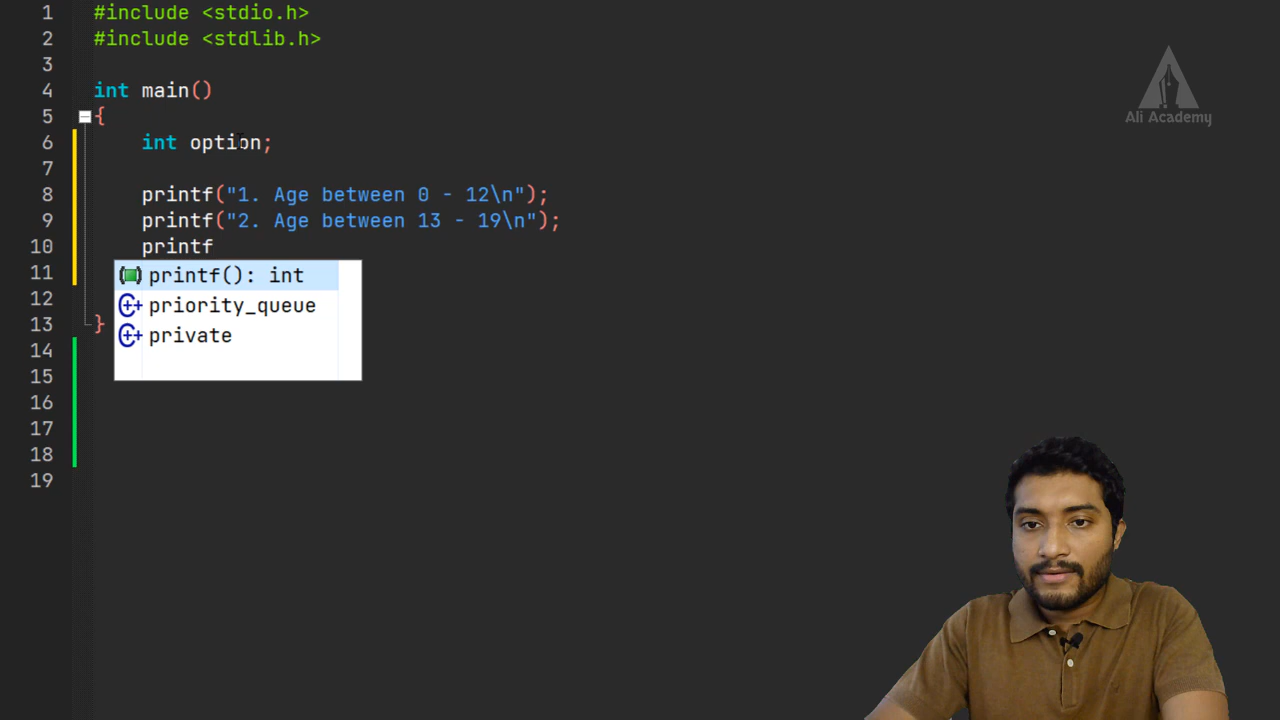 1 #include <stdio.h>
2 #include <stdlib.h>
3
4 int main()
5 {
6 int option;
7
8 printf("1. Age between 0 - 12\n");
9 printf("2. Age between 13 - 19\n");
10 printf
11 printf(): int
12 priority_queue
13 } private
14
15
16
17
18
19
Ali Academy